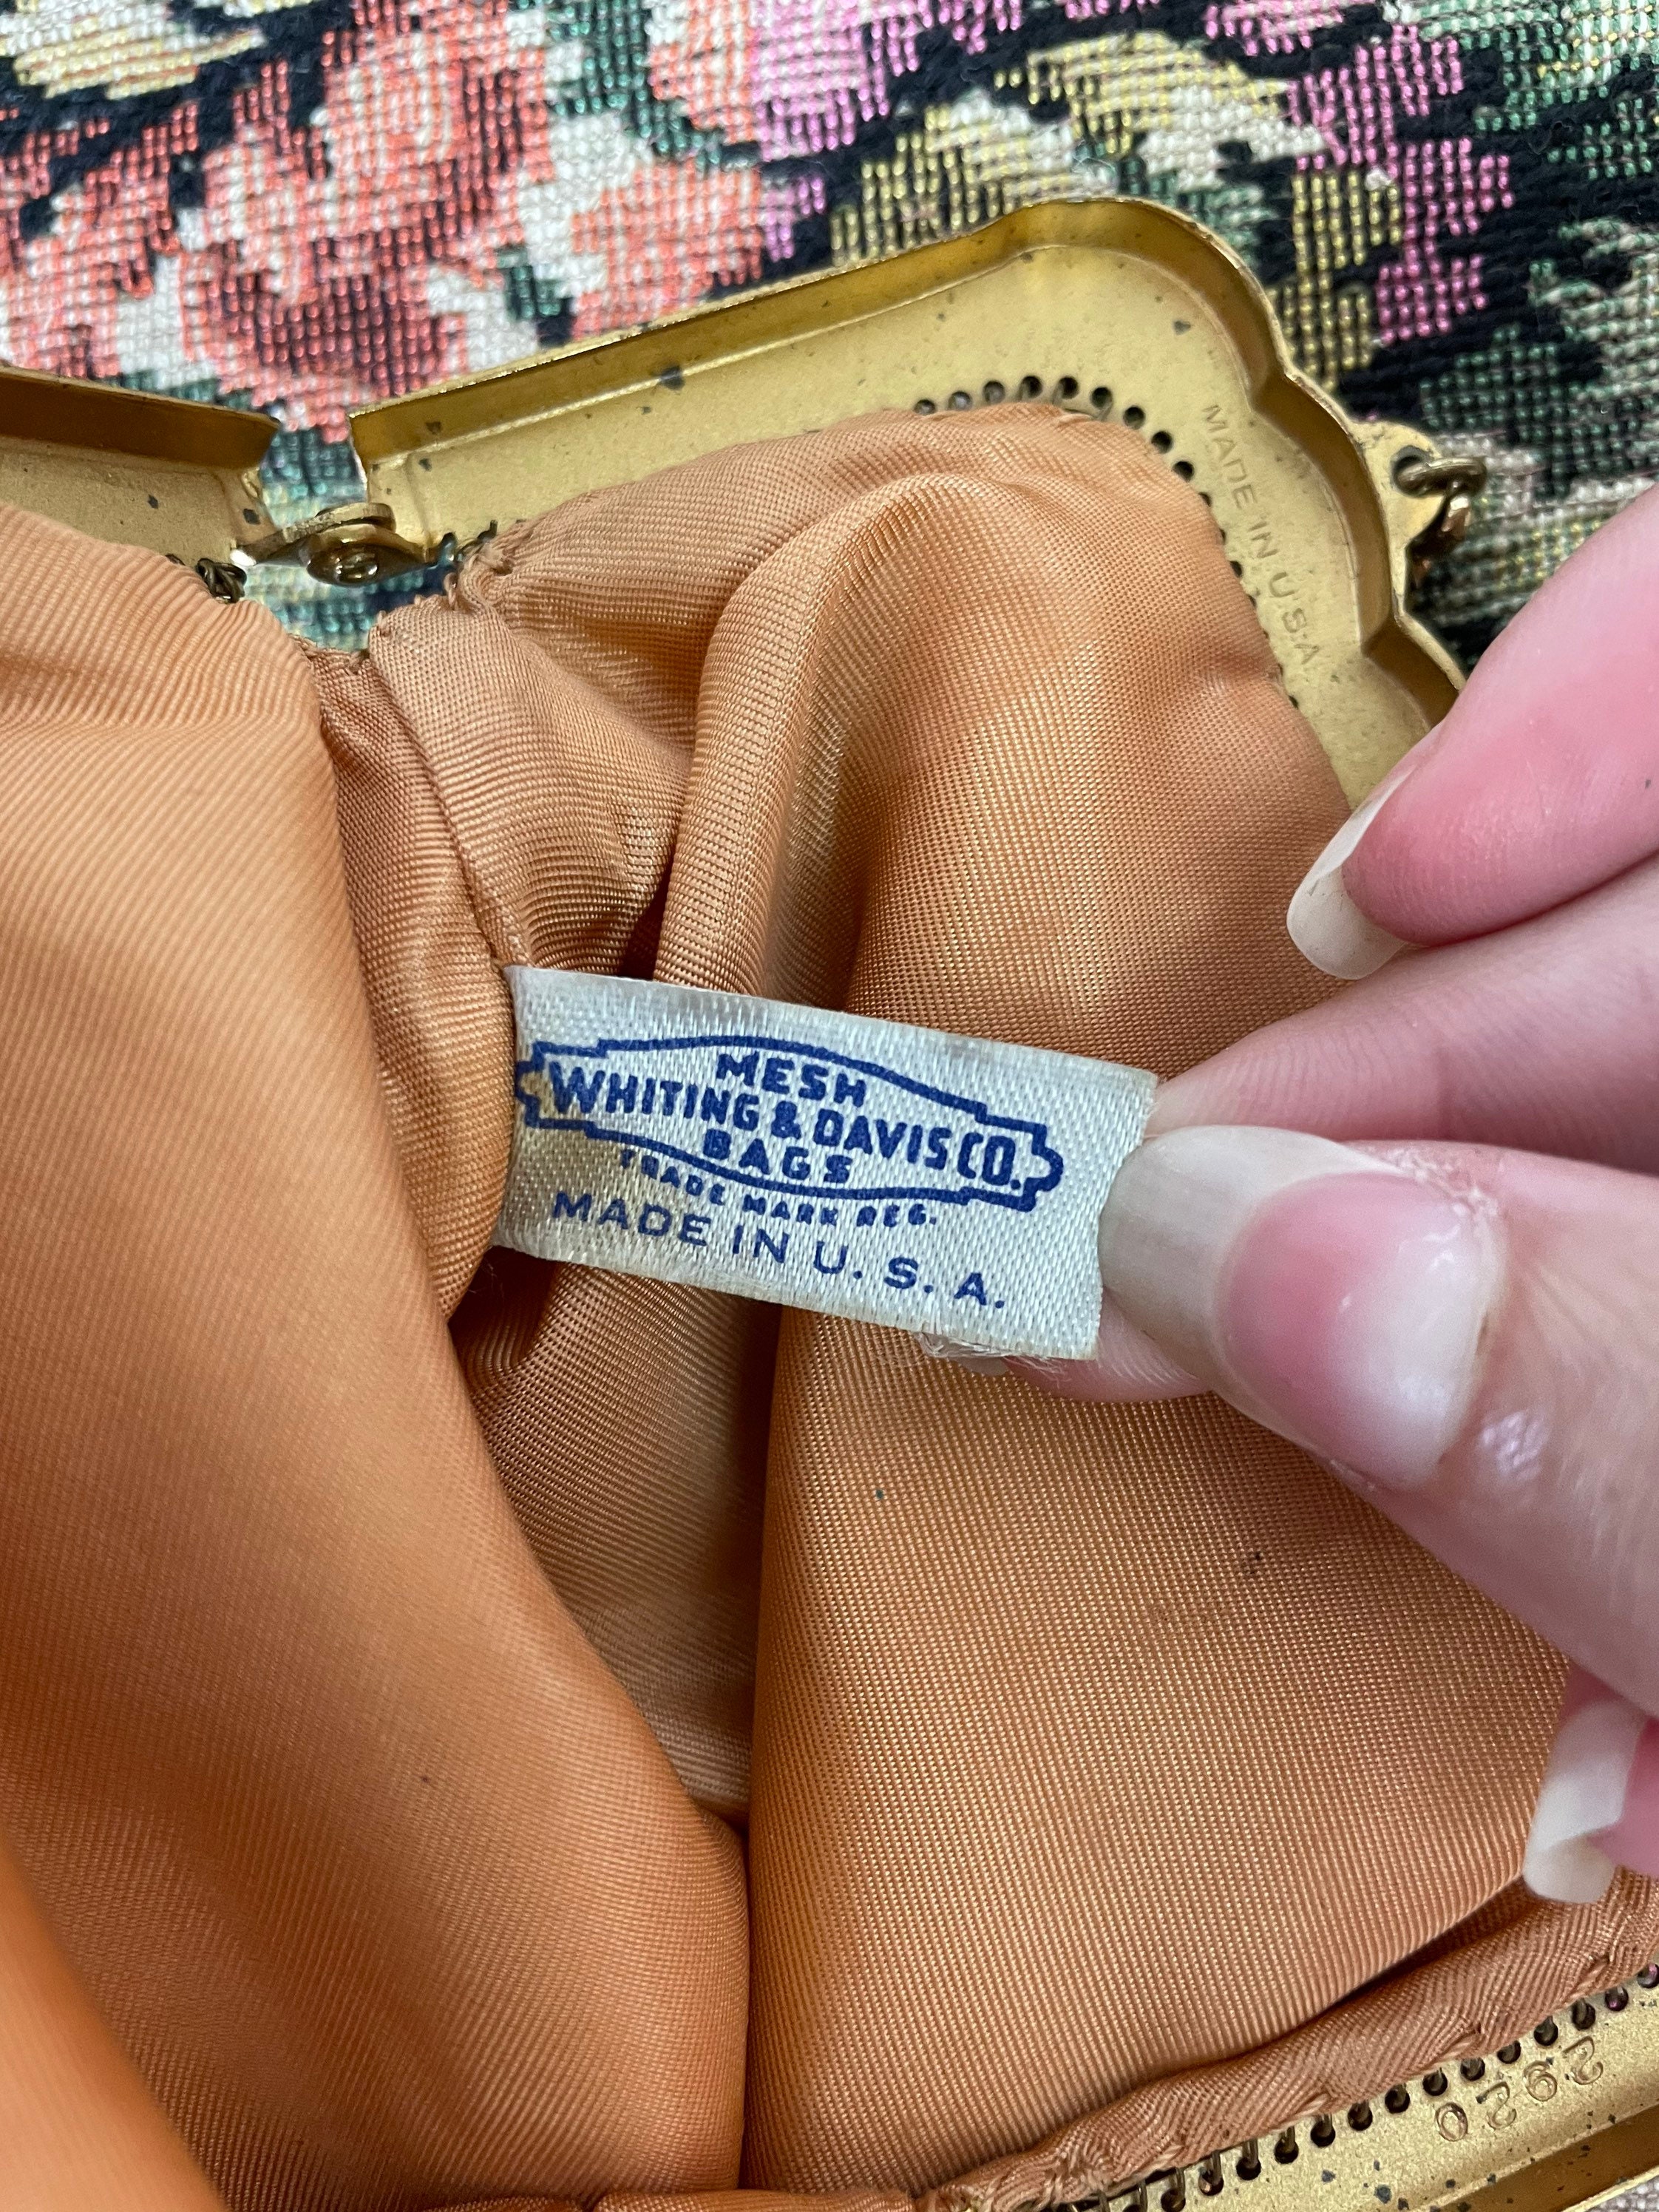 MADE IN U.S.A.
MESH
WHITING & DAVIS CO.
BAGS
TRADE MARK REG.
MADE IN U. S. A.
2920